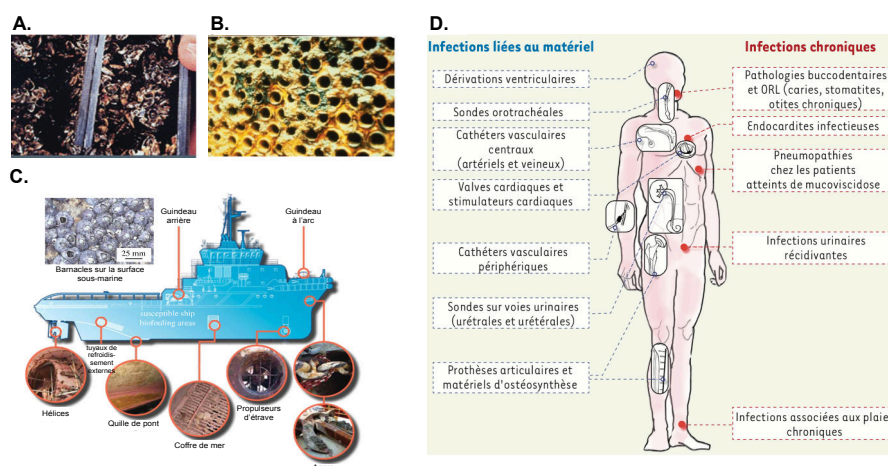 A.
B.
C.
Guindeau
arrière
Guindeau
à l'arc
25 mm
Barnacles sur la surface
sous-marine
susceptible ship
biofouling areas
tuyaux de
refroidis-
sement
externes
Hélices
Quille de pont
Coffre de mer
Propulseurs
d'étrave
D.
Infections liées au matériel
Dérivations ventriculaires
Sondes orotrachéales
Cathéters vasculaires
centraux
(artériels et veineux)
Valves cardiaques et
stimulateurs cardiaques
Cathéters vasculaires
périphériques
Sondes sur voies urinaires
(urétrales et urétérales)
Prothèses articulaires et
matériels d'ostéosynthèse
Infections chroniques
Pathologies buccodentaires
et ORL (caries, stomatites,
otites chroniques)
Endocardites infectieuses
Pneumopathies
chez les patients
atteints de mucoviscidose
Infections urinaires
récidivantes
Infections associées aux plaie
chroniques